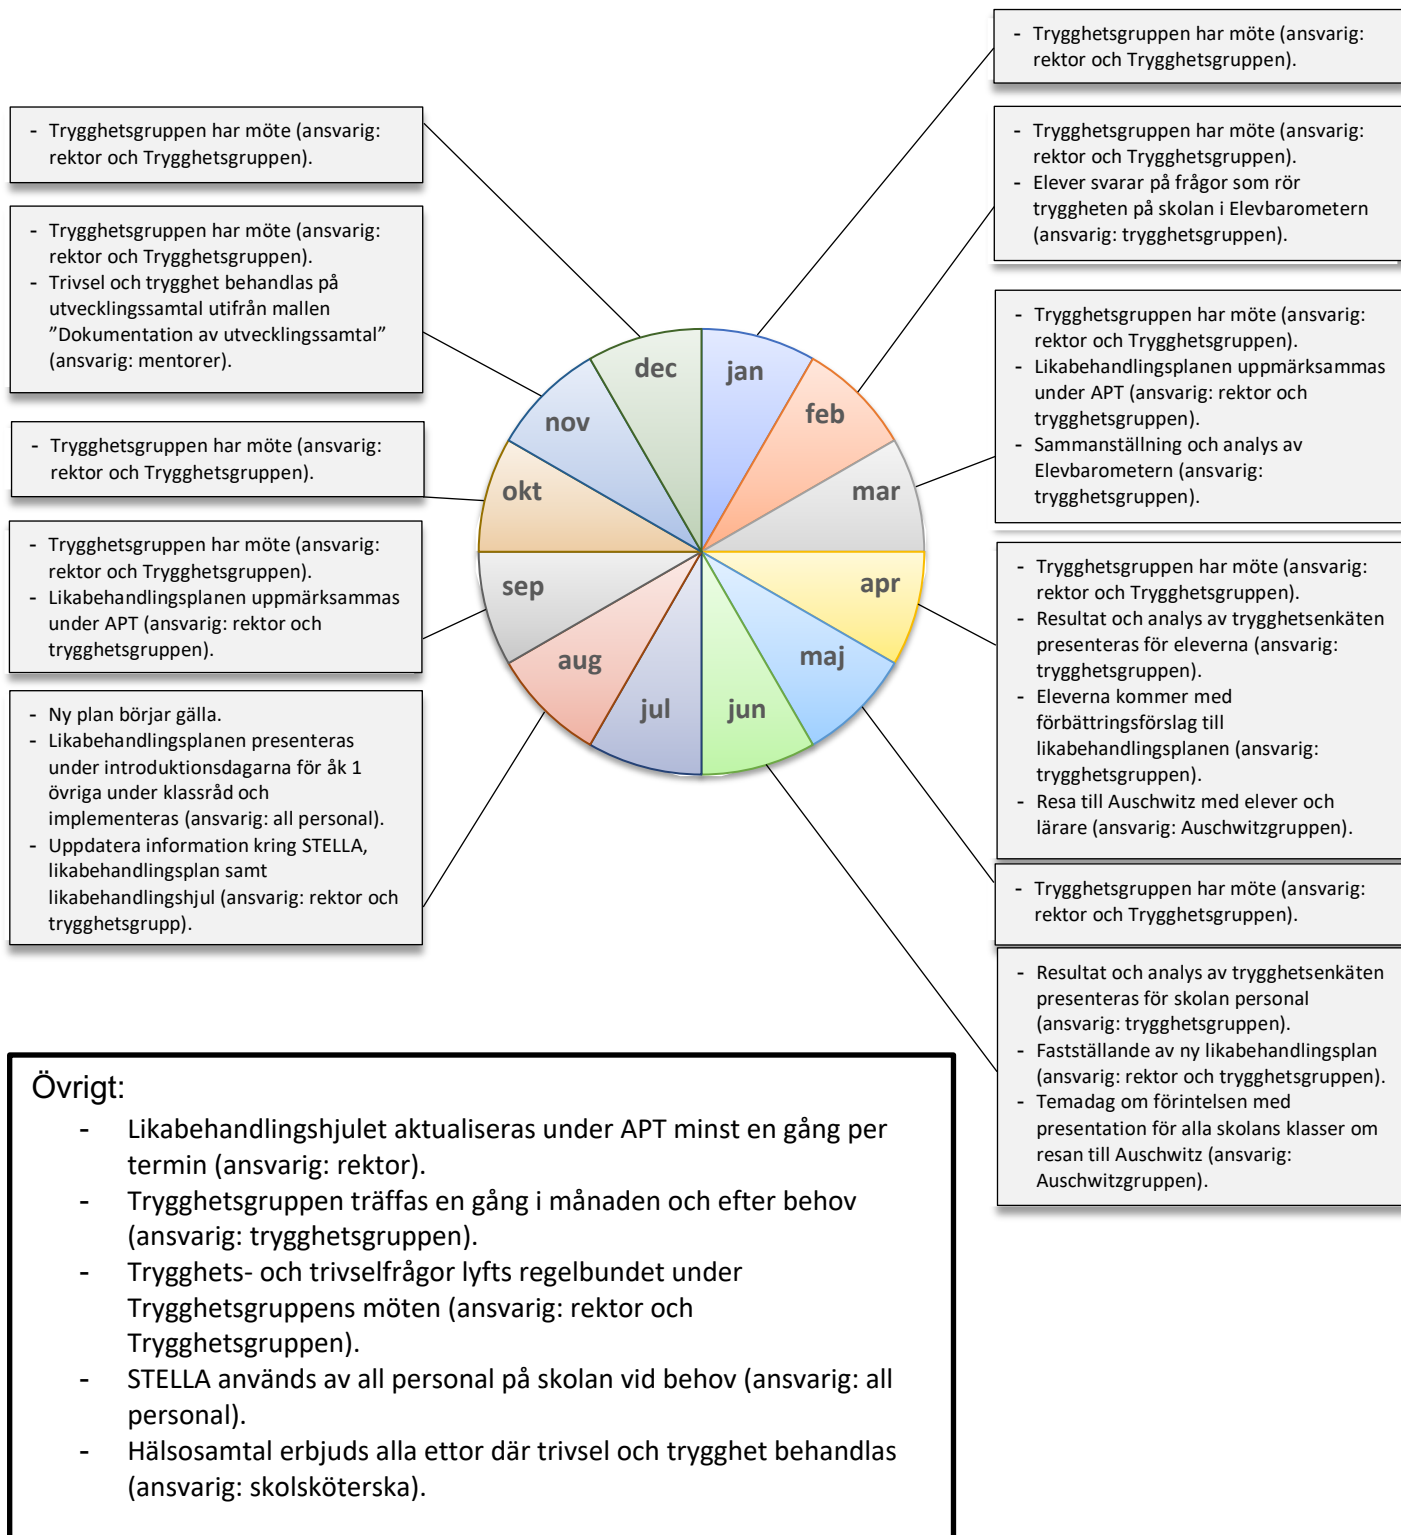 - Trygghetsgruppen har möte (ansvarig:
rektor och Trygghetsgruppen).
- Trygghetsgruppen har möte (ansvarig:
rektor och Trygghetsgruppen).
- Elever svarar på frågor som rör
tryggheten på skolan i Elevbarometern
(ansvarig: trygghetsgruppen).
- Trygghetsgruppen har möte (ansvarig:
rektor och Trygghetsgruppen).
- Likabehandlingsplanen uppmärksammas
under APT (ansvarig: rektor och
trygghetsgruppen).
- Sammanställning och analys av
Elevbarometern (ansvarig:
trygghetsgruppen).
- Trygghetsgruppen har möte (ansvarig:
rektor och Trygghetsgruppen).
- Resultat och analys av trygghetsenkäten
presenteras för eleverna (ansvarig:
trygghetsgruppen).
- Eleverna kommer med
förbättringsförslag till
likabehandlingsplanen (ansvarig:
trygghetsgruppen).
- Resa till Auschwitz med elever och
lärare (ansvarig: Auschwitzgruppen).
- Trygghetsgruppen har möte (ansvarig:
rektor och Trygghetsgruppen).
- Resultat och analys av trygghetsenkäten
presenteras för skolan personal
(ansvarig: trygghetsgruppen).
- Fastställande av ny likabehandlingsplan
(ansvarig: rektor och trygghetsgruppen).
- Temadag om förintelsen med
presentation för alla skolans klasser om
resan till Auschwitz (ansvarig:
Auschwitzgruppen).
- Trygghetsgruppen har möte (ansvarig:
rektor och Trygghetsgruppen).
- Trygghetsgruppen har möte (ansvarig:
rektor och Trygghetsgruppen).
- Trivsel och trygghet behandlas på
utvecklingssamtal utifrån mallen
”Dokumentation av utvecklingssamtal”
(ansvarig: mentorer).
- Trygghetsgruppen har möte (ansvarig:
rektor och Trygghetsgruppen).
- Trygghetsgruppen har möte (ansvarig:
rektor och Trygghetsgruppen).
- Likabehandlingsplanen uppmärksammas
under APT (ansvarig: rektor och
trygghetsgruppen).
- Ny plan börjar gälla.
- Likabehandlingsplanen presenteras
under introduktionsdagarna för åk 1
övriga under klassråd och
implementeras (ansvarig: all personal).
- Uppdatera information kring STELLA,
likabehandlingsplan samt
likabehandlingshjul (ansvarig: rektor och
trygghetsgrupp).
jan
feb
mar
apr
maj
jun
jul
aug
sep
okt
nov
dec
Övrigt:
- Likabehandlingshjulet aktualiseras under APT minst en gång per
termin (ansvarig: rektor).
- Trygghetsgruppen träffas en gång i månaden och efter behov
(ansvarig: trygghetsgruppen).
- Trygghets- och trivselfrågor lyfts regelbundet under
Trygghetsgruppens möten (ansvarig: rektor och
Trygghetsgruppen).
- STELLA används av all personal på skolan vid behov (ansvarig: all
personal).
- Hälsosamtal erbjuds alla ettor där trivsel och trygghet behandlas
(ansvarig: skolsköterska).